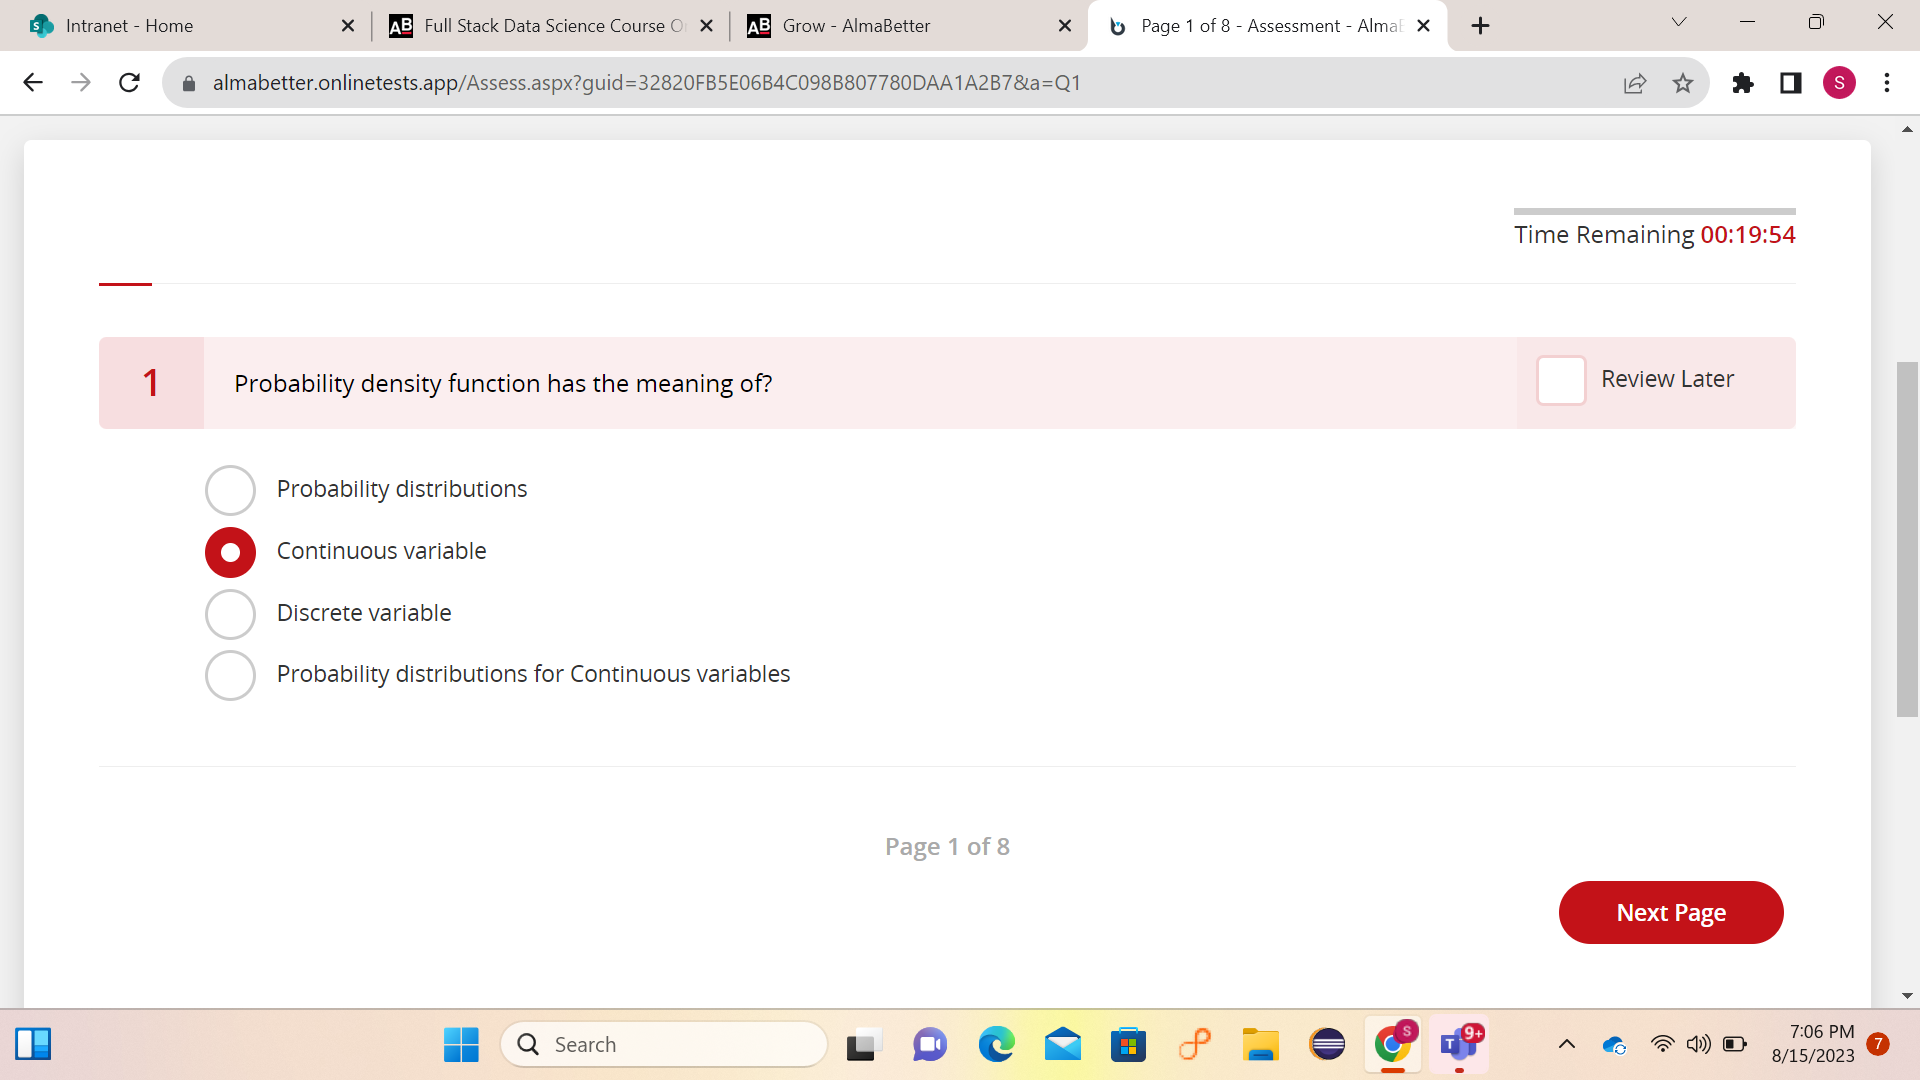 Intranet - Home
Full Stack Data Science Course O
Grow - AlmaBetter
Page 1 of 8 - Assessment - Alma
almabetter.onlinetests.app/Assess.aspx?guid=32820FB5E06B4C098B807780DAA1A2B7&a=Q1
S
Time Remaining 00:19:54
1
Probability density function has the meaning of?
Review Later
Probability distributions
Continuous variable
Discrete variable
Probability distributions for Continuous variables
Page 1 of 8
Next Page
Search
S
9+
T
7:06 PM
8/15/2023
7